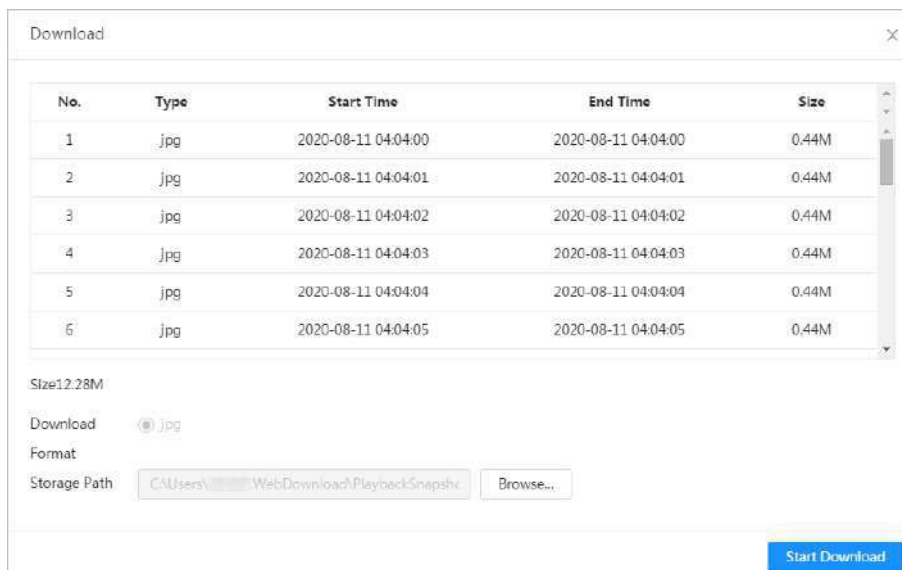 Download
No. Type Start Time End Time Size
1 jpg 2020-08-11 04:04:00 2020-08-11 04:04:00 0.44M
2 jpg 2020-08-11 04:04:01 2020-08-11 04:04:01 0.44M
3 jpg 2020-08-11 04:04:02 2020-08-11 04:04:02 0.44M
4 jpg 2020-08-11 04:04:03 2020-08-11 04:04:03 0.44M
5 jpg 2020-08-11 04:04:04 2020-08-11 04:04:04 0.44M
6 jpg 2020-08-11 04:04:05 2020-08-11 04:04:05 0.44M
Size12.28M
Download jpg
Format
Storage Path C:\Users\ WebDownload\PlaybackSnapsho Browse...
Start Download